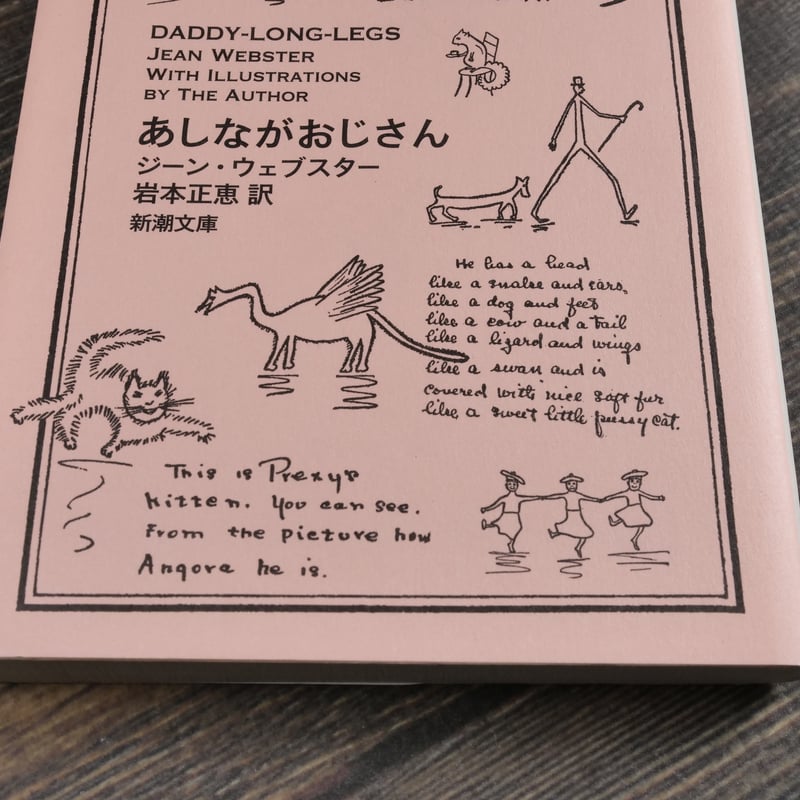 DADDY-LONG-LEGS
JEAN WEBSTER
WITH ILLUSTRATIONS
BY THE AUTHOR
あしながおじさん
ジーン・ウェブスター
岩本正恵 訳
新潮文庫
He has a head
like a snake and ears,
like a dog and feet
like a cow and a tail
like a lizard and wings
like a swan and is
covered with nice soft fur
like a sweet little pussy cat.
This is Prexy's
kitten. You can see.
From the picture how
Angora he is.